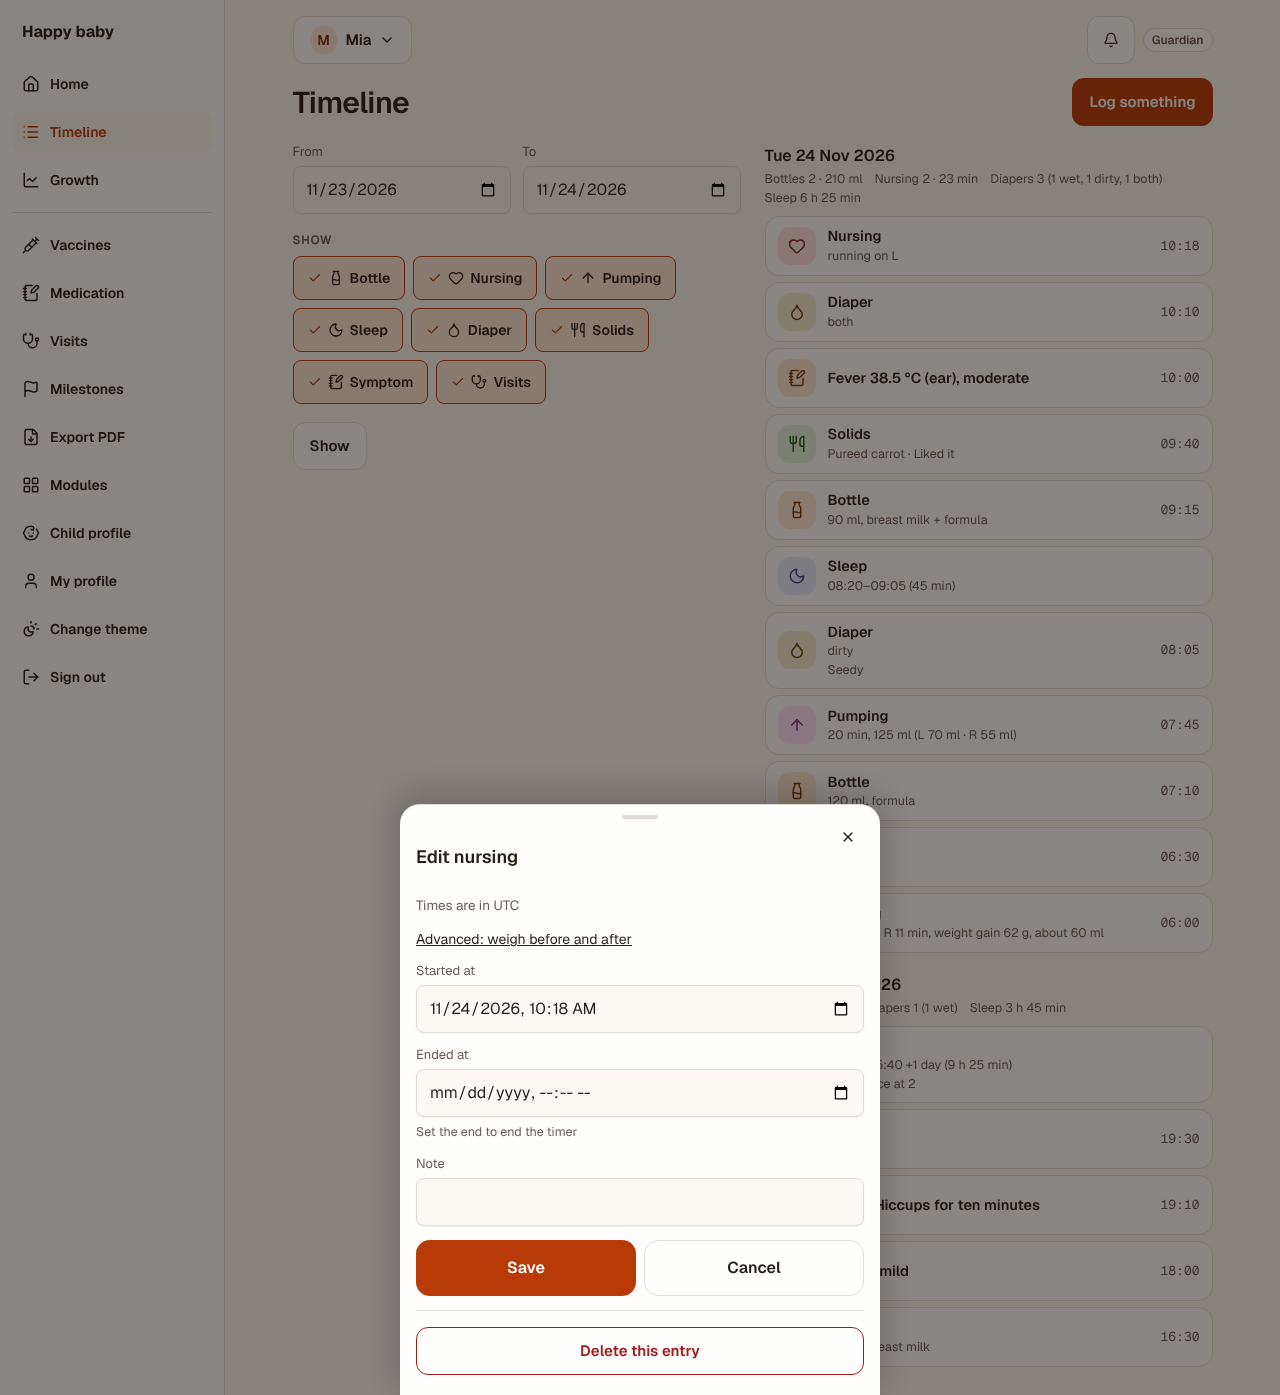 Happy baby
Home
Timeline
Growth
Vaccines
Medication
Visits
Milestones
Export PDF
Modules
Child profile
My profile
Change theme
Sign out
M Mia
Guardian
Timeline
Log something
From
To
11/23/2026
11/24/2026
SHOW
Bottle
Nursing
Pumping
Sleep
Diaper
Solids
Symptom
Visits
Show
Tue 24 Nov 2026
Bottles 2 · 210 ml Nursing 2 · 23 min Diapers 3 (1 wet, 1 dirty, 1 both)
Sleep 6 h 25 min
Nursing
running on L
10:18
Diaper
both
10:10
Fever 38.5 °C (ear), moderate
10:00
Solids
Pureed carrot · Liked it
09:40
Bottle
90 ml, breast milk + formula
09:15
Sleep
08:20–09:05 (45 min)
Diaper
dirty
Seedy
08:05
Pumping
20 min, 125 ml (L 70 ml · R 55 ml)
07:45
Bottle
120 ml, formula
07:10
06:30
R 11 min, weight gain 62 g, about 60 ml
06:00
26
apers 1 (1 wet) Sleep 3 h 45 min
:40 +1 day (9 h 25 min)
ce at 2
19:30
Hiccups for ten minutes
19:10
mild
18:00
east milk
16:30
Edit nursing
Times are in UTC
Advanced: weigh before and after
Started at
11/24/2026, 10:18 AM
Ended at
mm/dd/yyyy, --:-- --
Set the end to end the timer
Note
Save
Cancel
Delete this entry